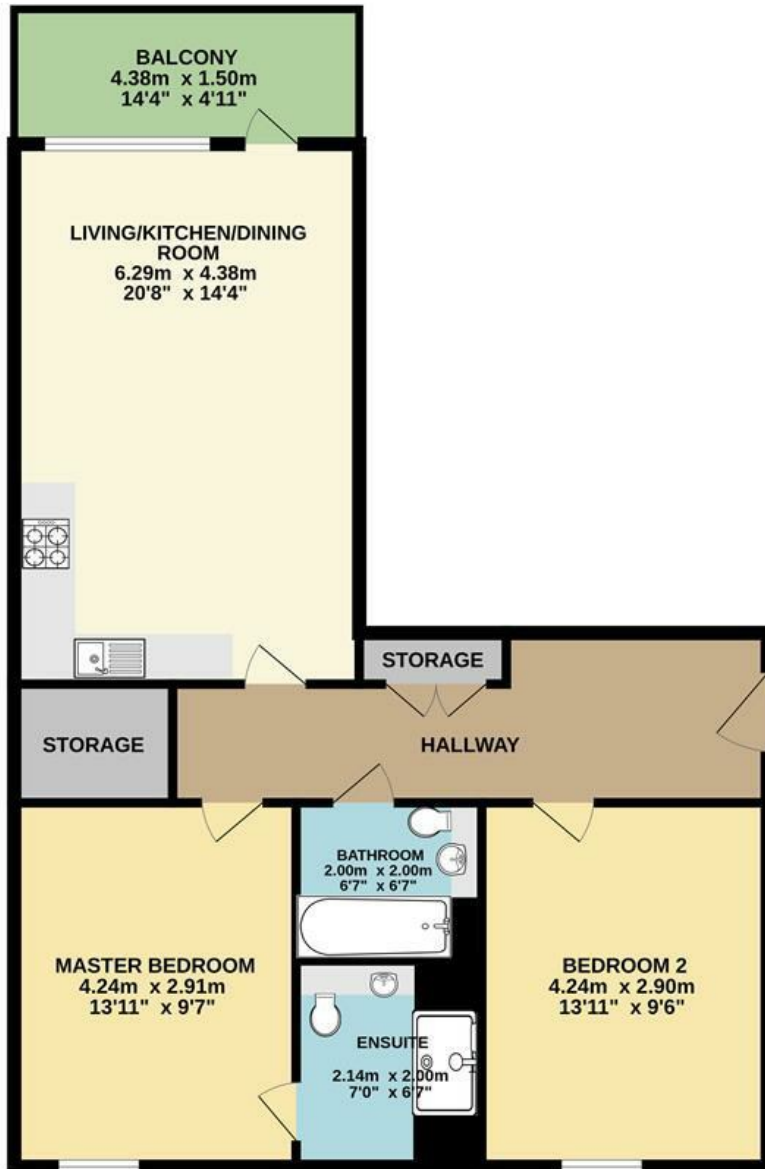 BALCONY
4.38m x 1.50m
14'4" x 4'11"
LIVING/KITCHEN/DINING
ROOM
6.29m x 4.38m
20'8" x 14'4"
STORAGE
STORAGE
HALLWAY
BATHROOM
2.00m x 2.00m
6'7" x 6'7"
MASTER BEDROOM
4.24m x 2.91m
13'11" x 9'7"
BEDROOM 2
4.24m x 2.90m
13'11" x 9'6"
ENSUITE
2.14m x 2.00m
7'0" x 6'7"